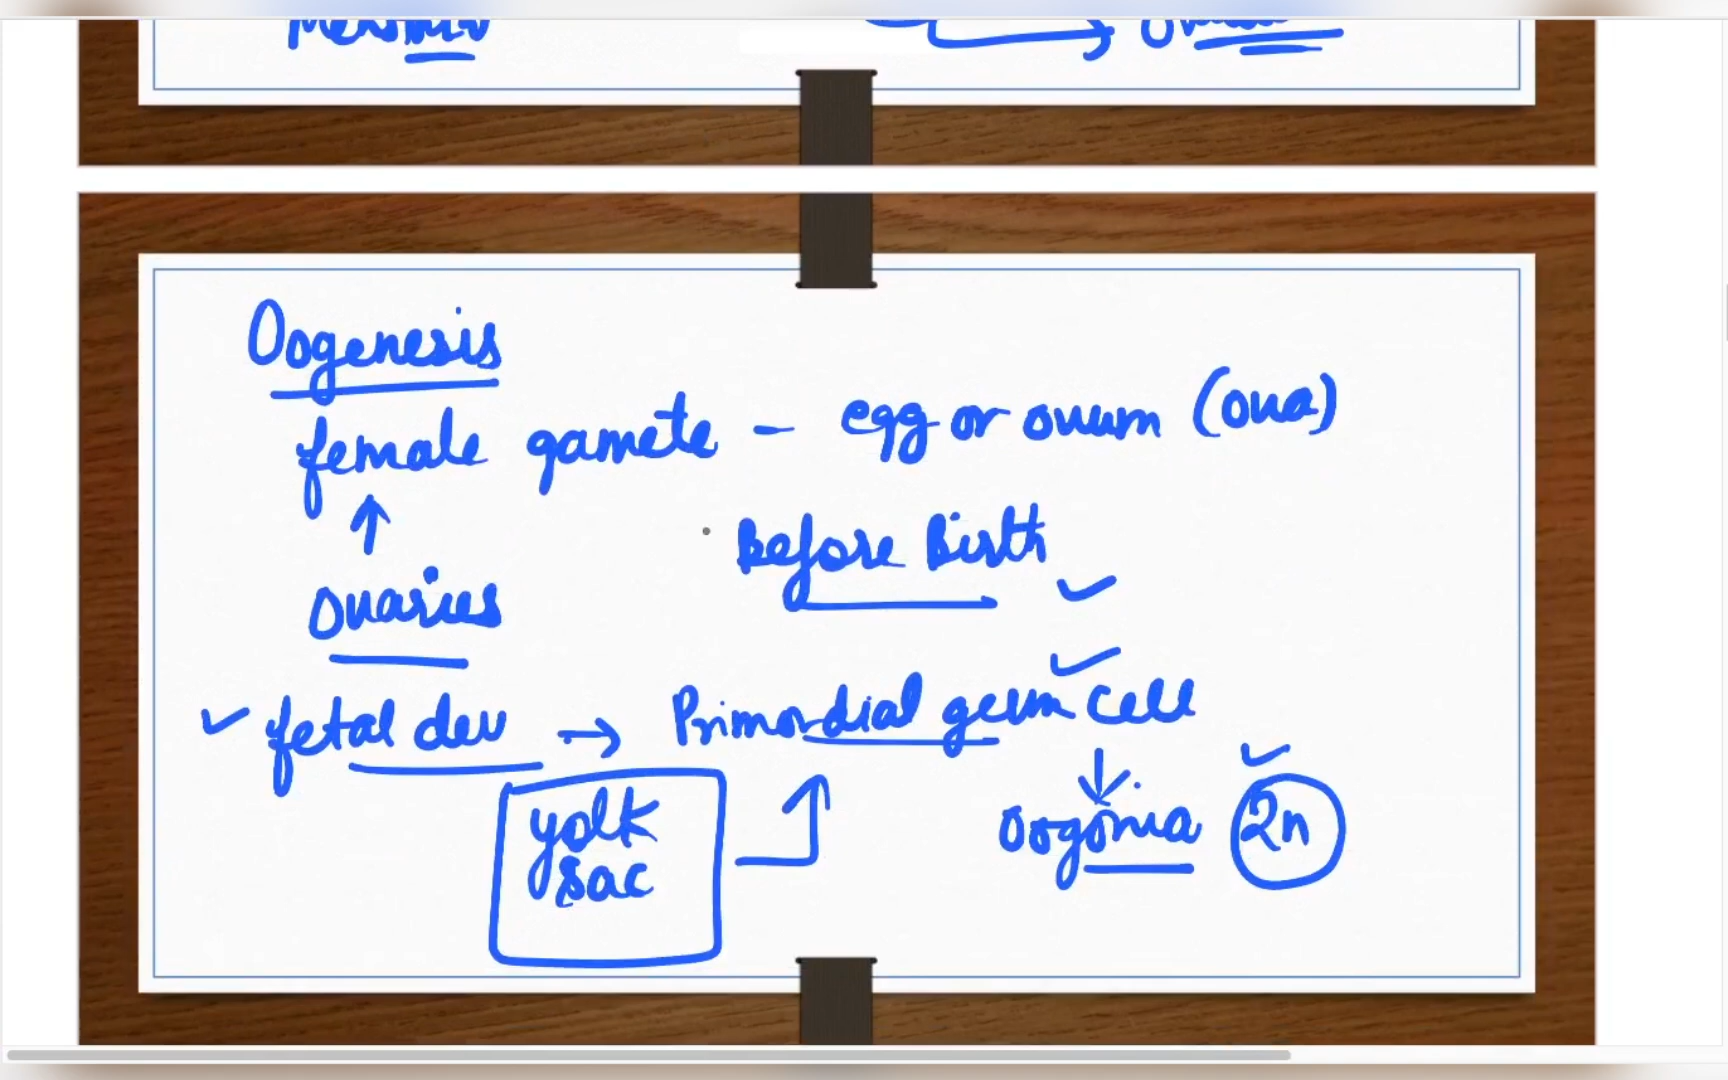 Oogenesis
female gamete - egg or ovum (ova)
↑
Before Birth ✓
ovaries
✓ fetal dev → Primordial germ cell ✓
↓
yolk
sac
oogonia 2n ✓